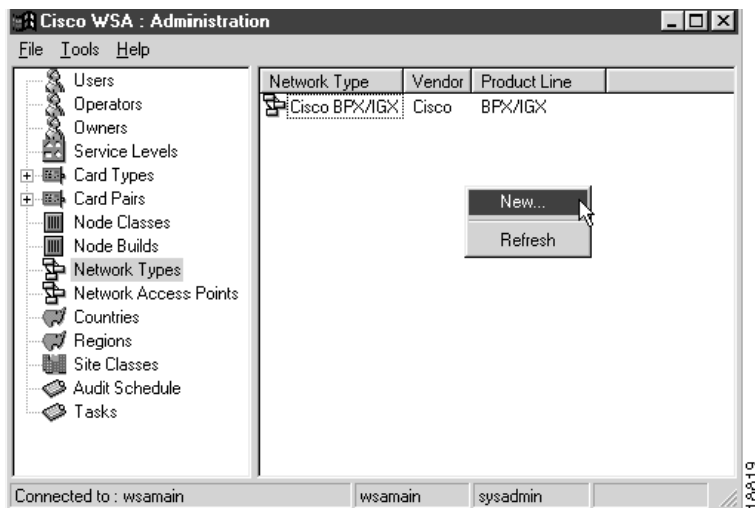 Cisco WSA : Administration
File Tools Help
Users
Operators
Owners
Service Levels
Card Types
Card Pairs
Node Classes
Node Builds
Network Types
Network Access Points
Countries
Regions
Site Classes
Audit Schedule
Tasks
Network Type Vendor Product Line
Cisco BPX/IGX Cisco BPX/IGX
New...
Refresh
Connected to : wsamain wsamain sysadmin
18819